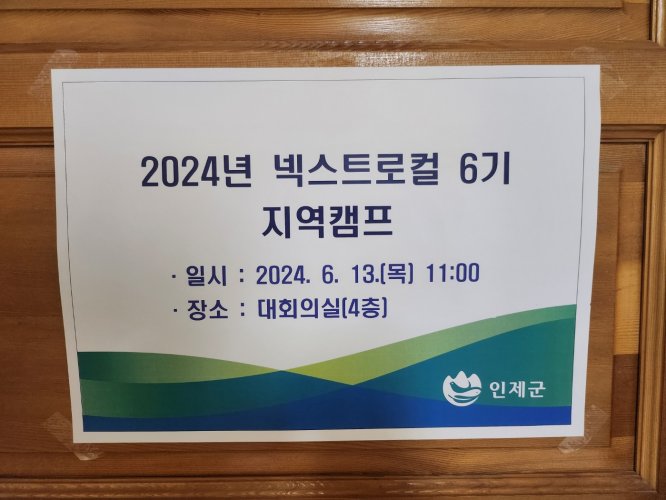 2024년 넥스트로컬 6기
지역캠프
· 일시 : 2024. 6. 13.(목) 11:00
· 장소 : 대회의실(4층)
인제군